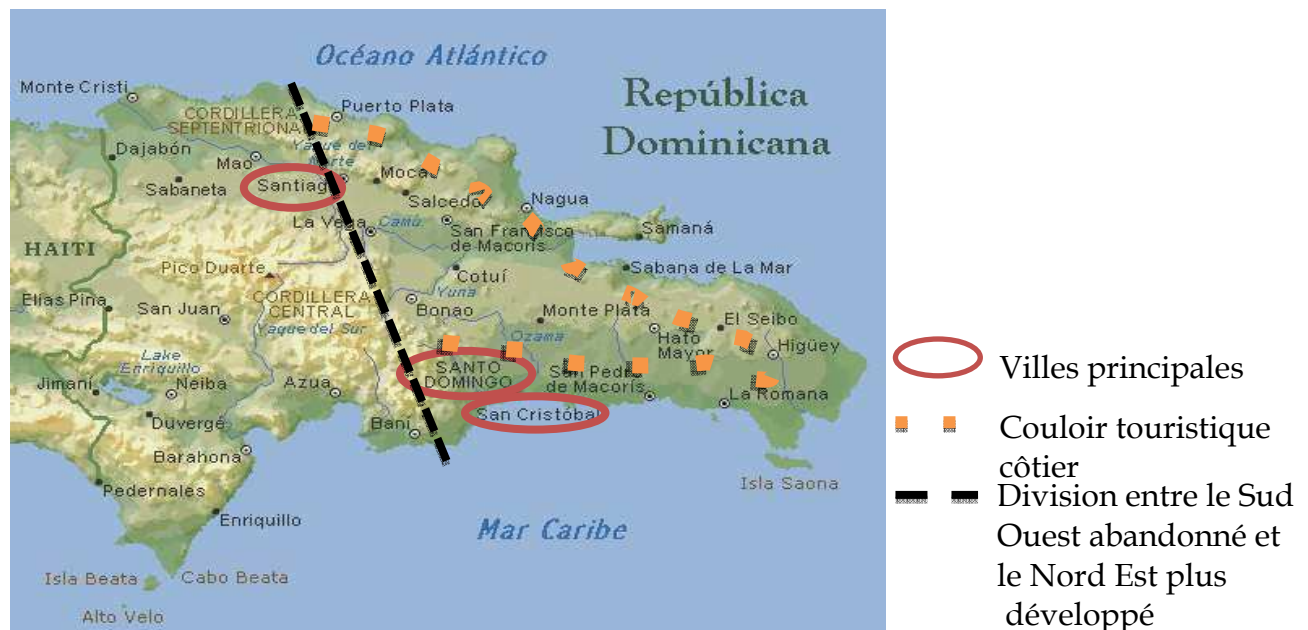 Océano Atlántico
República
Dominicana
Monte Cristi
Puerto Plata
CORDILLERA
SEPTENTRIONAL
Yaque del
Norte
Dajabón
Mao
Moca
Santiago
Sabaneta
Salcedo
Nagua
La Vega
Camú
San Francisco
de Macorís
Samaná
HAITI
Pico Duarte
Cotuí
Sabana de La Mar
Elías Pina
San Juan
CORDILLERA
CENTRAL
Yuna
Bonao
Monte Plata
El Seibo
Yaque del Sur
Ozama
Hato
Mayor
Higüey
Lake
Enriquillo
SANTO
DOMINGO
San Pedro
de Macorís
Jimaní
Neiba
Azua
La Romana
Duvergé
Baní
San Cristóbal
Barahona
Pedernales
Isla Saona
Enriquillo
Mar Caribe
Isla Beata
Cabo Beata
Alto Velo
Villes principales
Couloir touristique
côtier
Division entre le Sud
Ouest abandonné et
le Nord Est plus
développé